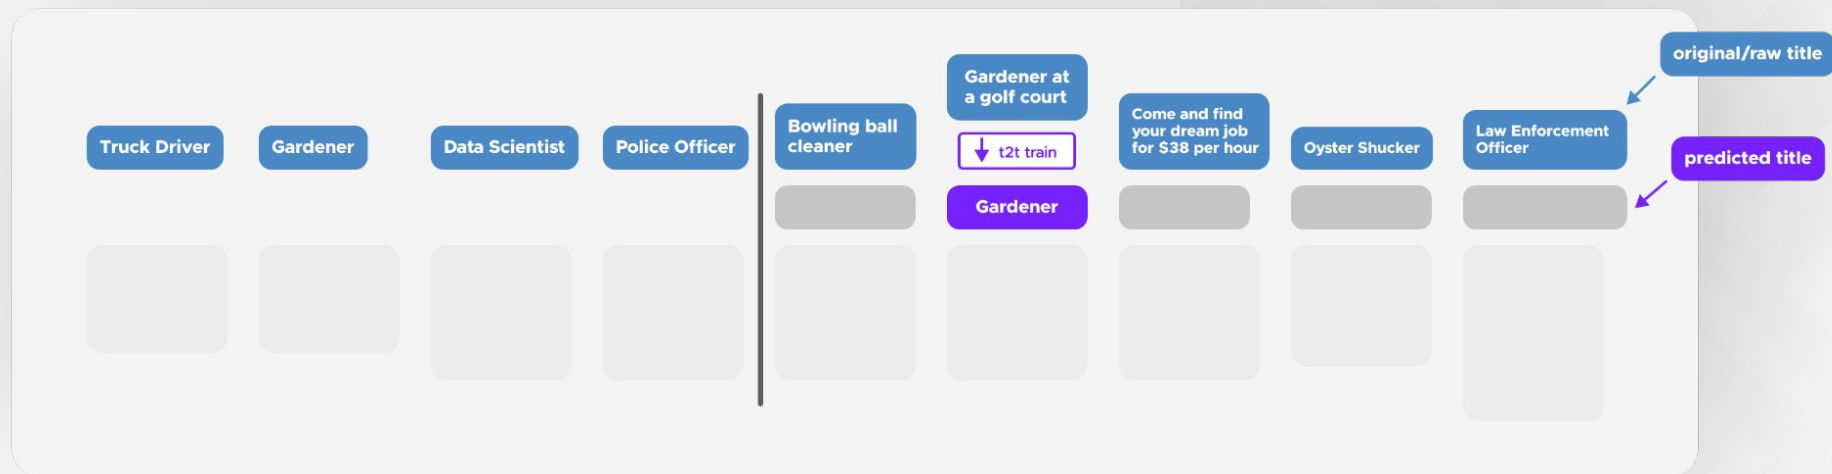 original/raw title
Gardener at
a golf court
Come and find
your dream job
for $38 per hour
Bowling ball
cleaner
Law Enforcement
Officer
Truck Driver
Gardener
Data Scientist
Police Officer
t2t train
Oyster Shucker
predicted title
Gardener